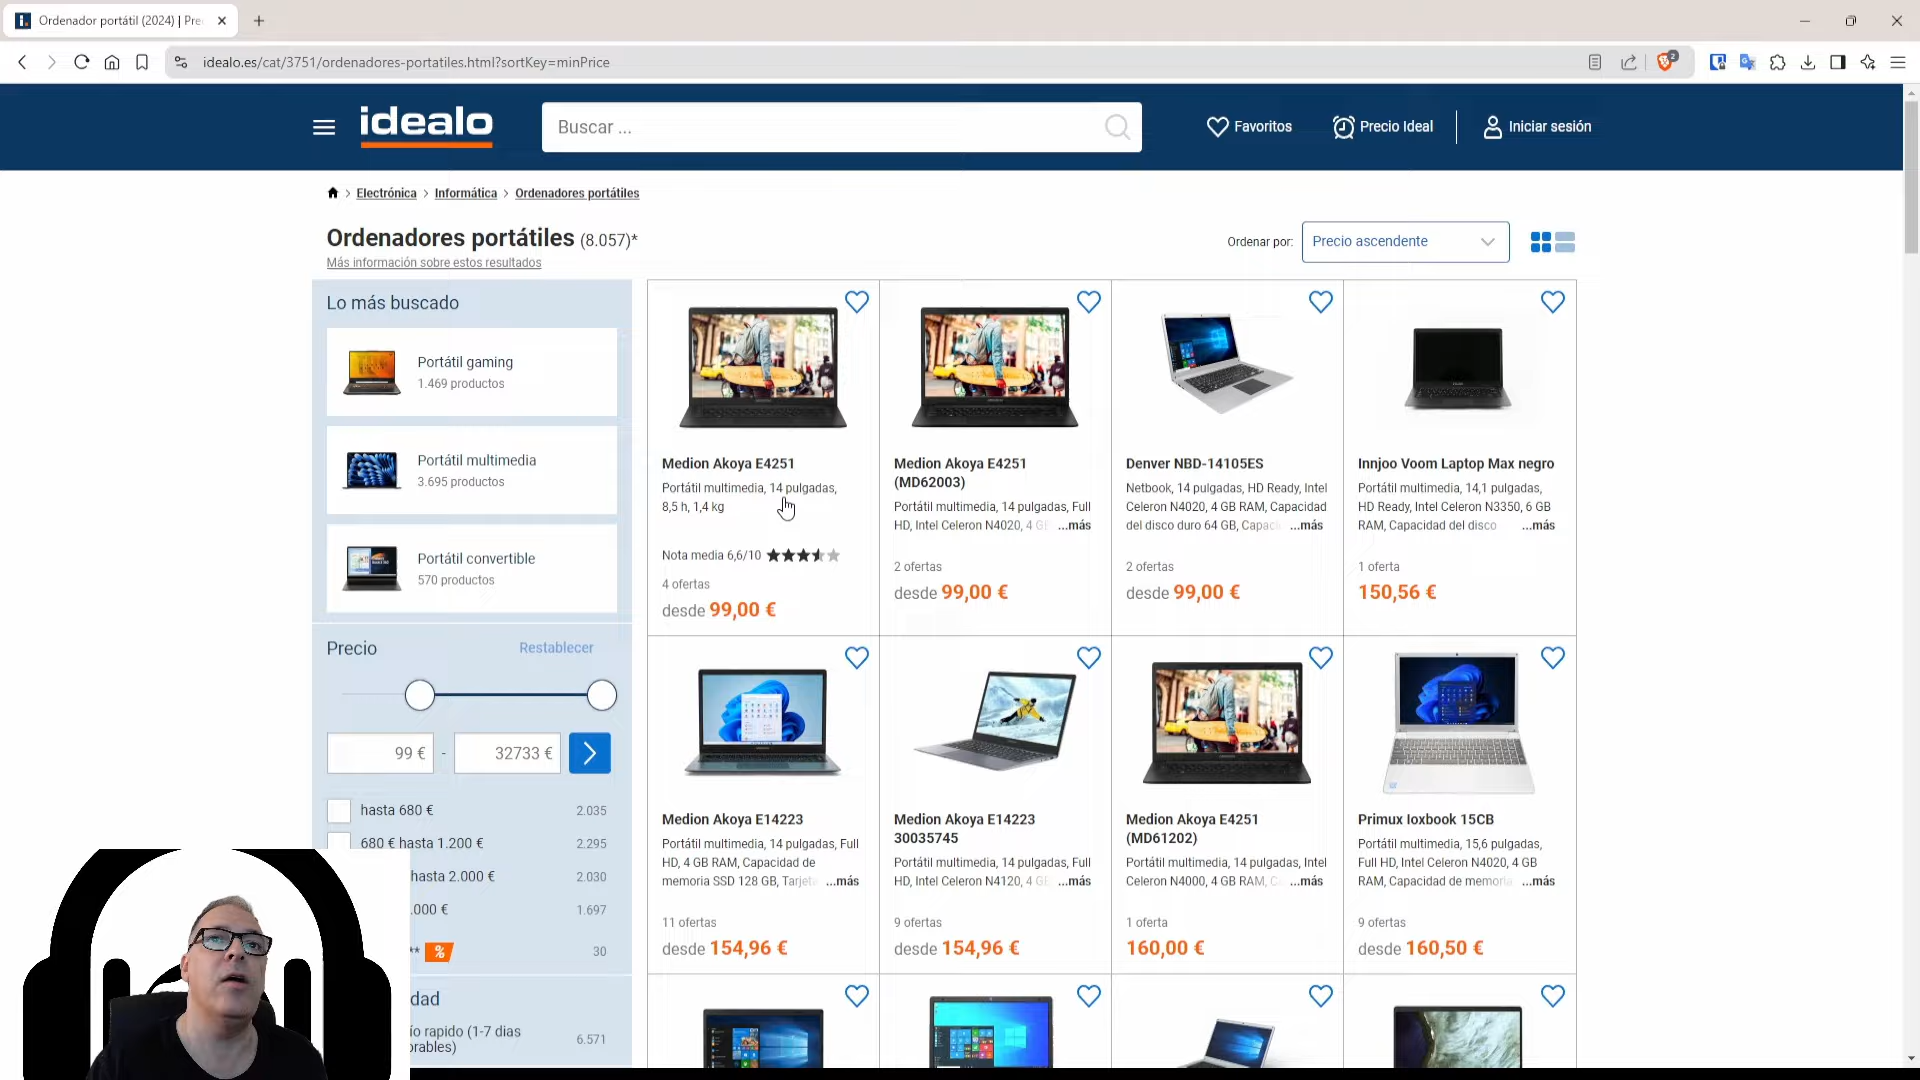 Ordenador portátil (2024) | Pre
idealo.es/cat/3751/ordenadores-portatiles.html?sortKey=minPrice
2
idealo
Buscar ...
Favoritos
Precio Ideal
Iniciar sesión
Electrónica > Informática > Ordenadores portátiles
Ordenadores portátiles (8.057)*
Más información sobre estos resultados
Ordenar por:
Precio ascendente
Lo más buscado
Portátil gaming
1.469 productos
Portátil multimedia
3.695 productos
Portátil convertible
570 productos
Precio
Restablecer
99 €
-
32733 €
hasta 680 €
2.035
680 € hasta 1.200 €
2.295
hasta 2.000 €
2.030
.000 €
1.697
** %
30
dad
ío rapido (1-7 dias
orables)
6.571
Medion Akoya E4251
Portátil multimedia, 14 pulgadas,
8,5 h, 1,4 kg
Nota media 6,6/10
4 ofertas
desde 99,00 €
Medion Akoya E4251
(MD62003)
Portátil multimedia, 14 pulgadas, Full
HD, Intel Celeron N4020, 4 GB ...más
2 ofertas
desde 99,00 €
Denver NBD-14105ES
Netbook, 14 pulgadas, HD Ready, Intel
Celeron N4020, 4 GB RAM, Capacidad
del disco duro 64 GB, Capaci ...más
2 ofertas
desde 99,00 €
Innjoo Voom Laptop Max negro
Portátil multimedia, 14,1 pulgadas,
HD Ready, Intel Celeron N3350, 6 GB
RAM, Capacidad del disco ...más
1 oferta
150,56 €
Medion Akoya E14223
Portátil multimedia, 14 pulgadas, Full
HD, 4 GB RAM, Capacidad de
memoria SSD 128 GB, Tarjet ...más
11 ofertas
desde 154,96 €
Medion Akoya E14223
30035745
Portátil multimedia, 14 pulgadas, Full
HD, Intel Celeron N4120, 4 GB ...más
9 ofertas
desde 154,96 €
Medion Akoya E4251
(MD61202)
Portátil multimedia, 14 pulgadas, Intel
Celeron N4000, 4 GB RAM, C ...más
1 oferta
160,00 €
Primux Ioxbook 15CB
Portátil multimedia, 15,6 pulgadas,
Full HD, Intel Celeron N4020, 4 GB
RAM, Capacidad de memoria ...más
9 ofertas
desde 160,50 €